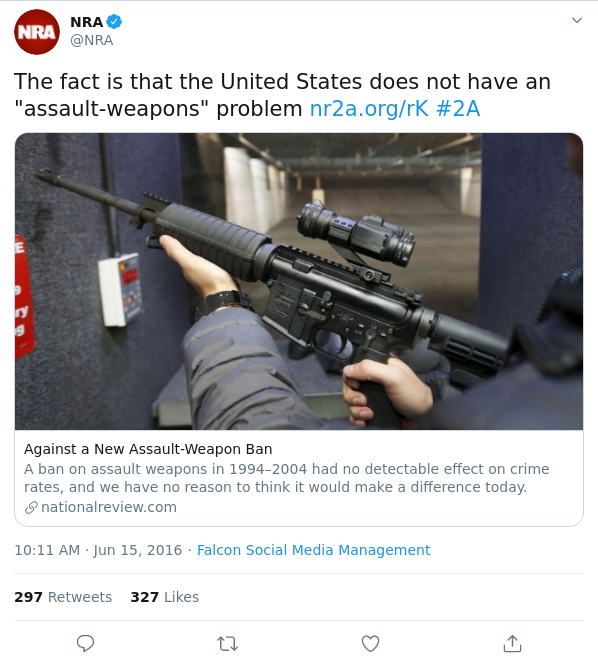 NRA
NRA
@NRA
The fact is that the United States does not have an
"assault-weapons" problem nr2a.org/rK #2A
Against a New Assault-Weapon Ban
A ban on assault weapons in 1994–2004 had no detectable effect on crime
rates, and we have no reason to think it would make a difference today.
nationalreview.com
10:11 AM · Jun 15, 2016 · Falcon Social Media Management
297 Retweets 327 Likes